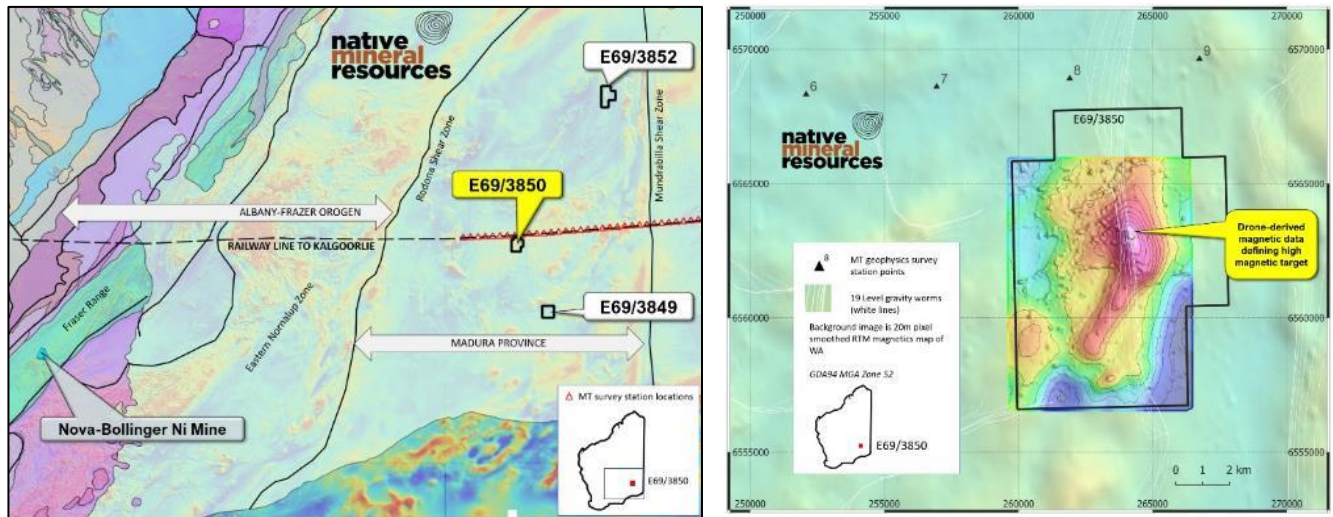 native
mineral
resources
E69/3852
Rodona Shear Zone
Mundrabilla Shear Zone
E69/3850
ALBANY-FRAZER OROGEN
RAILWAY LINE TO KALGOORLIE
Fraser Range
Eastern Nornalup Zone
E69/3849
MADURA PROVINCE
Nova-Bollinger Ni Mine
MT survey station locations
E69/3850
250000
255000
260000
265000
270000
6570000
6570000
6
7
8
9
native
mineral
resources
E69/3850
6565000
6565000
Drone-derived
magnetic data
defining high
magnetic target
8
MT geophysics survey
station points
19 Level gravity worms
(white lines)
Background image is 20m pixel
smoothed RTM magnetics map of
WA
GDA94 MGA Zone 52
E69/3850
6560000
6560000
6555000
6555000
0 1 2 km
250000
255000
260000
265000
270000